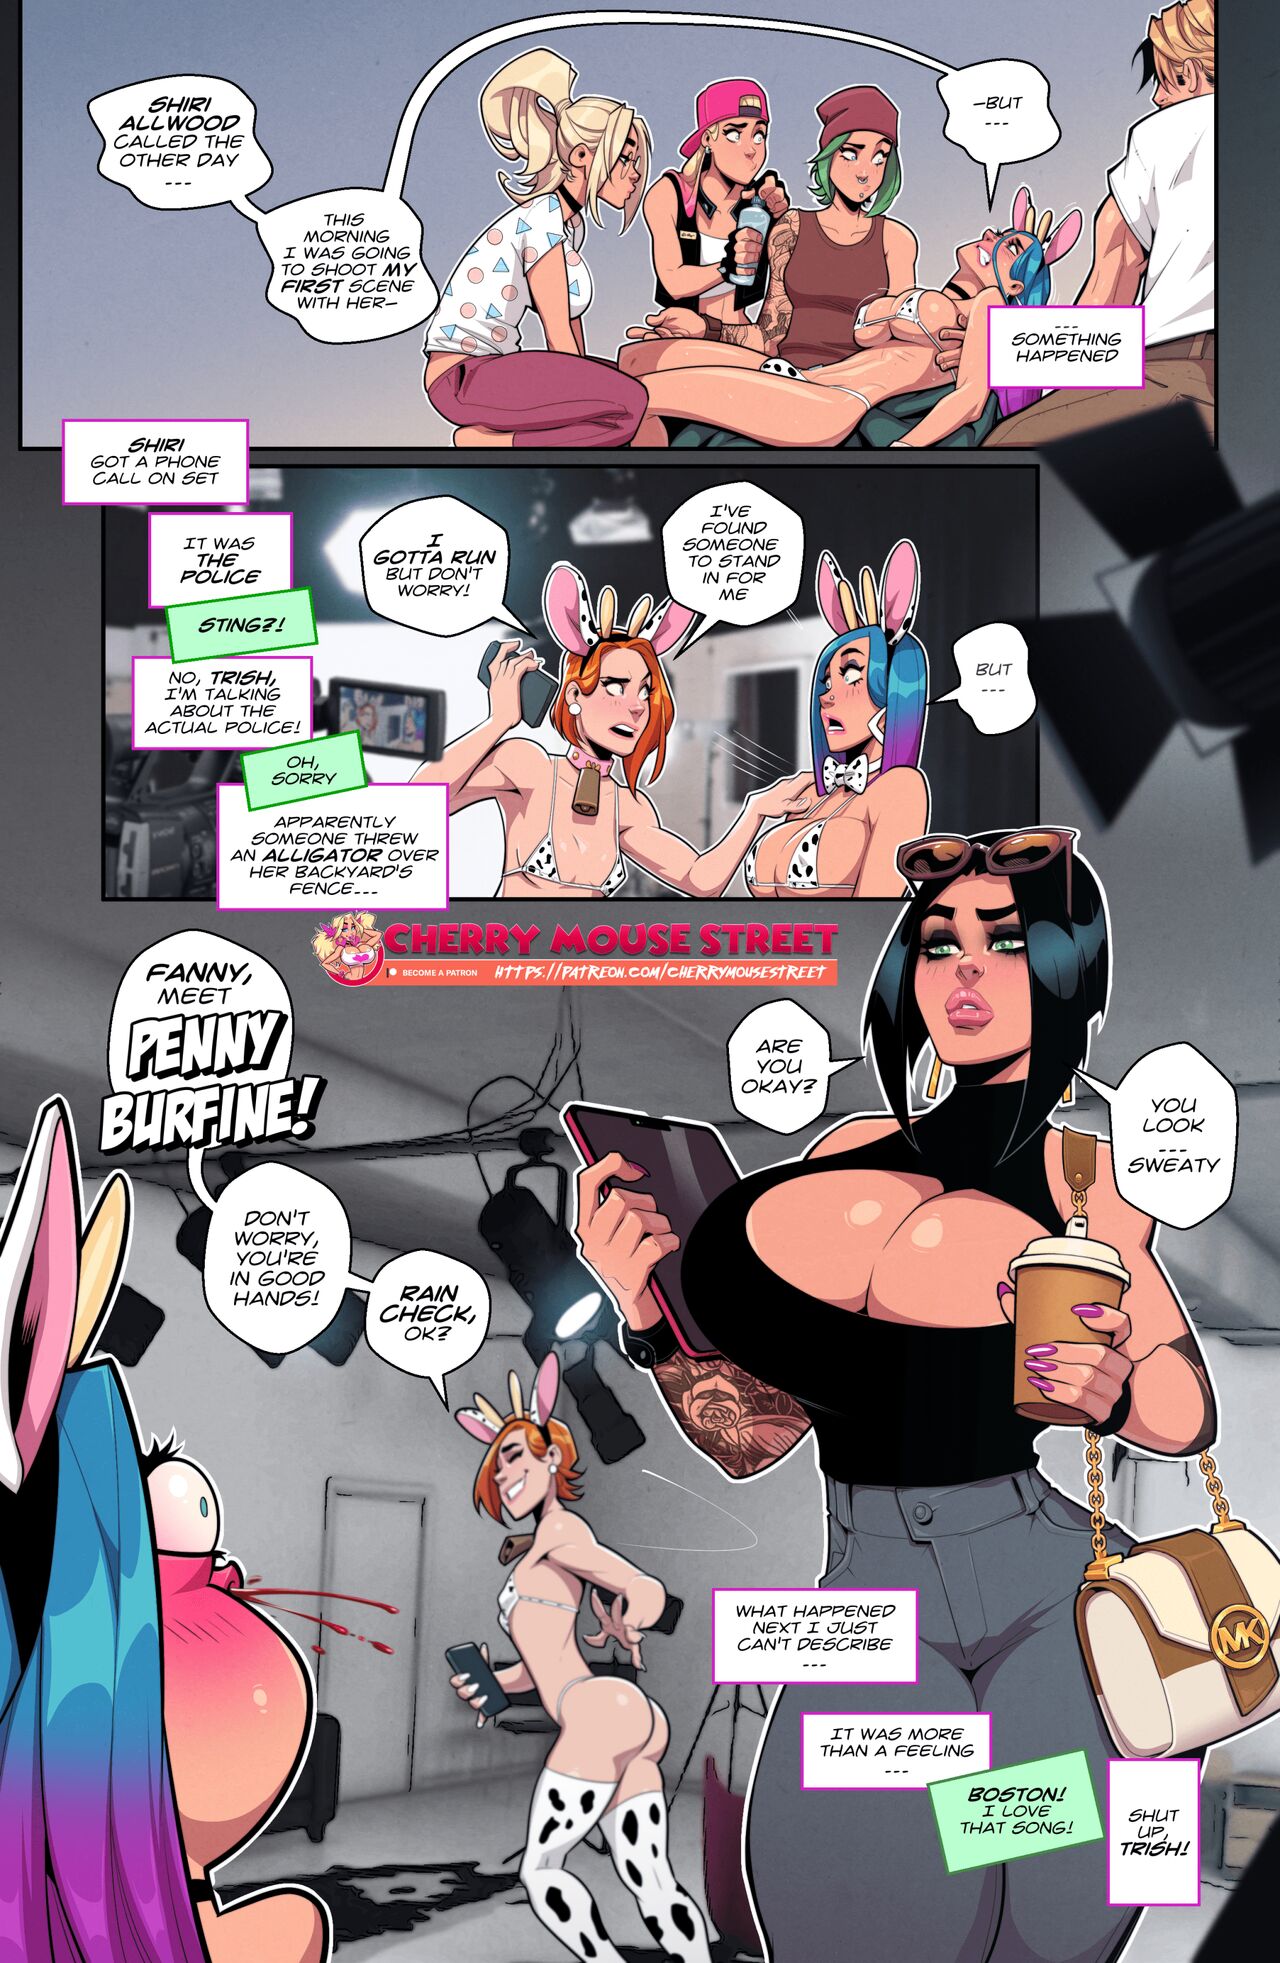 SHIRI
ALLWOOD
CALLED THE
OTHER DAY
---
THIS
MORNING
I WAS GOING
TO SHOOT MY
FIRST SCENE
WITH HER–
–BUT
---
---
SOMETHING
HAPPENED
SHIRI
GOT A PHONE
CALL ON SET
IT WAS
THE
POLICE
STING?!
NO, TRISH,
I'M TALKING
ABOUT THE
ACTUAL POLICE!
OH,
SORRY
APPARENTLY
SOMEONE THREW
AN ALLIGATOR OVER
HER BACKYARD'S
FENCE---
I
GOTTA RUN
BUT DON'T
WORRY!
I'VE
FOUND
SOMEONE
TO STAND
IN FOR
ME
BUT
---
CHERRY MOUSE STREET
BECOME A PATRON
HTTPS://PATREON.COM/CHERRYMOUSESTREET
FANNY,
MEET
PENNY
BURFINE!
DON'T
WORRY,
YOU'RE
IN GOOD
HANDS!
RAIN
CHECK,
OK?
ARE
YOU
OKAY?
YOU
LOOK
---
SWEATY
MK
WHAT HAPPENED
NEXT I JUST
CAN'T DESCRIBE
---
IT WAS MORE
THAN A FEELING
---
BOSTON!
I LOVE
THAT SONG!
SHUT
UP,
TRISH!